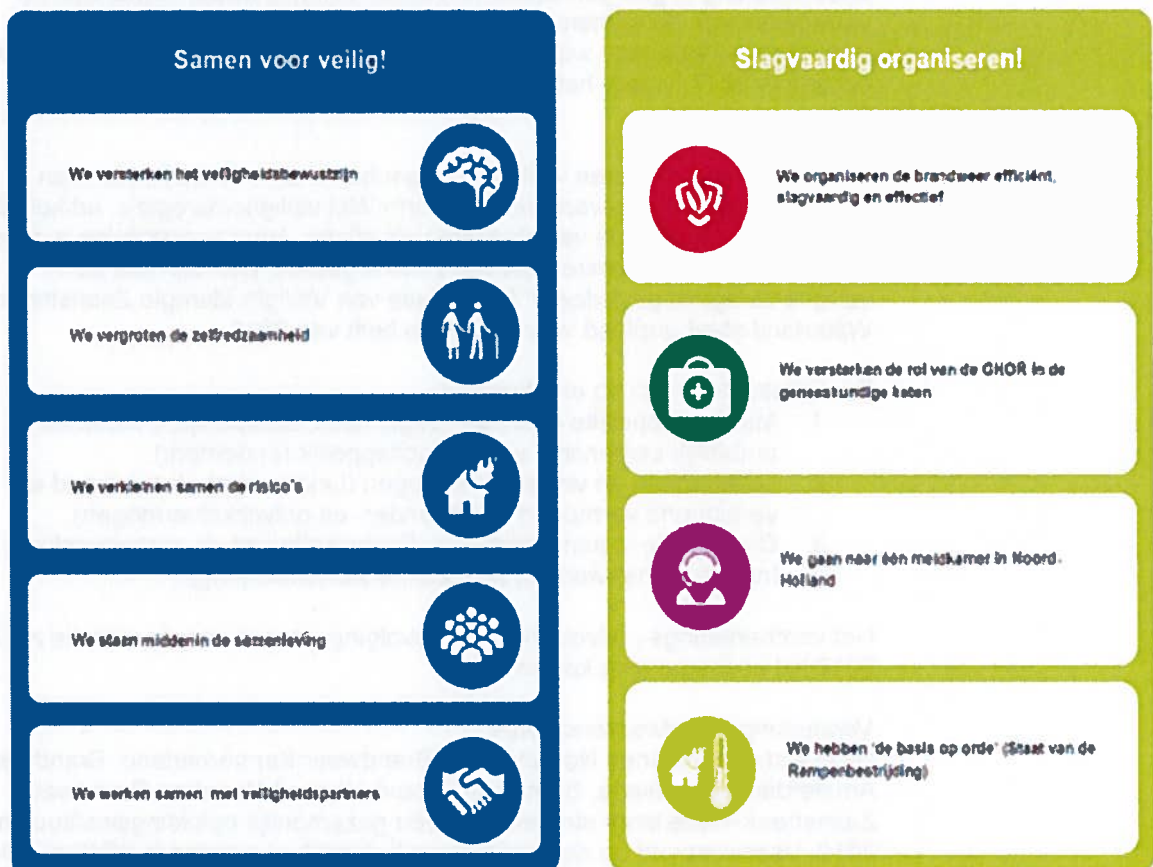 Samen voor veilig!
We versterken het veiligheidsbewustzijn
We vergroten de zelfredzaamheid
We verkleinen samen de risico's
We staan midden in de samenleving
We werken samen met veiligheidspartners
Slagvaardig organiseren!
We organiseren de brandweer efficiënt,
slagvaardig en effectief
We versterken de rol van de GHOR in de
geneeskundige keten
We gaan naar één meldkamer in Noord-
Holland
We hebben 'de basis op orde' (Staat van de
Rampenbestrijding)